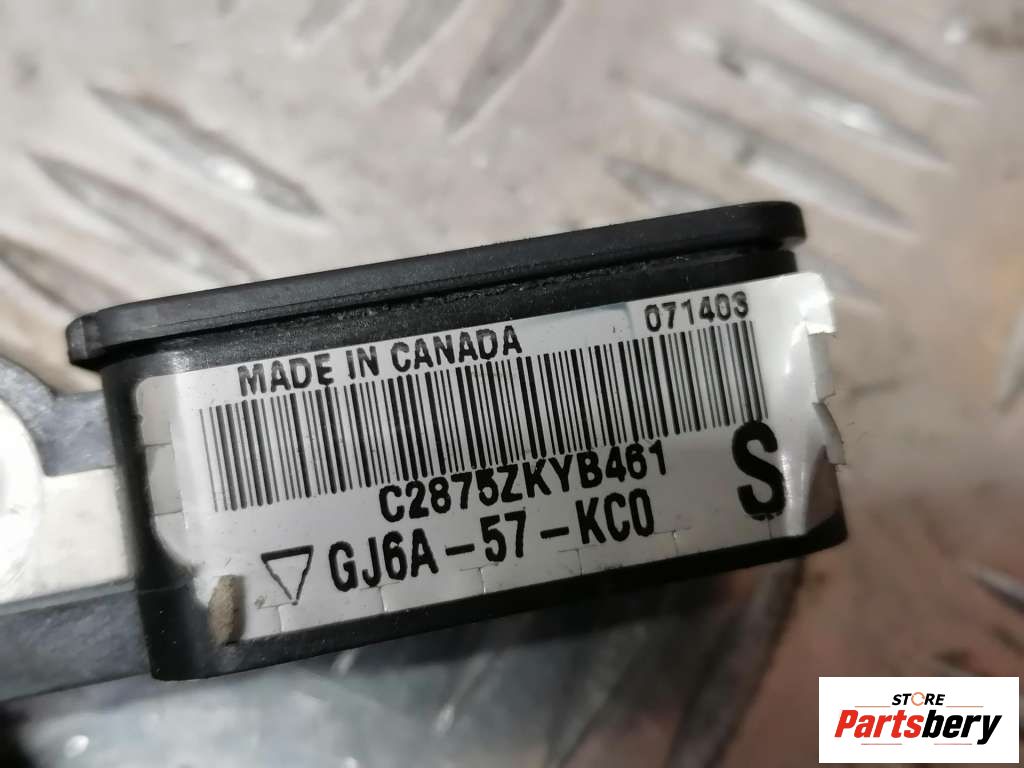 MADE IN CANADA 071403
C2875ZKYB461
GJ6A-57-KC0 S
STORE
Partsbery